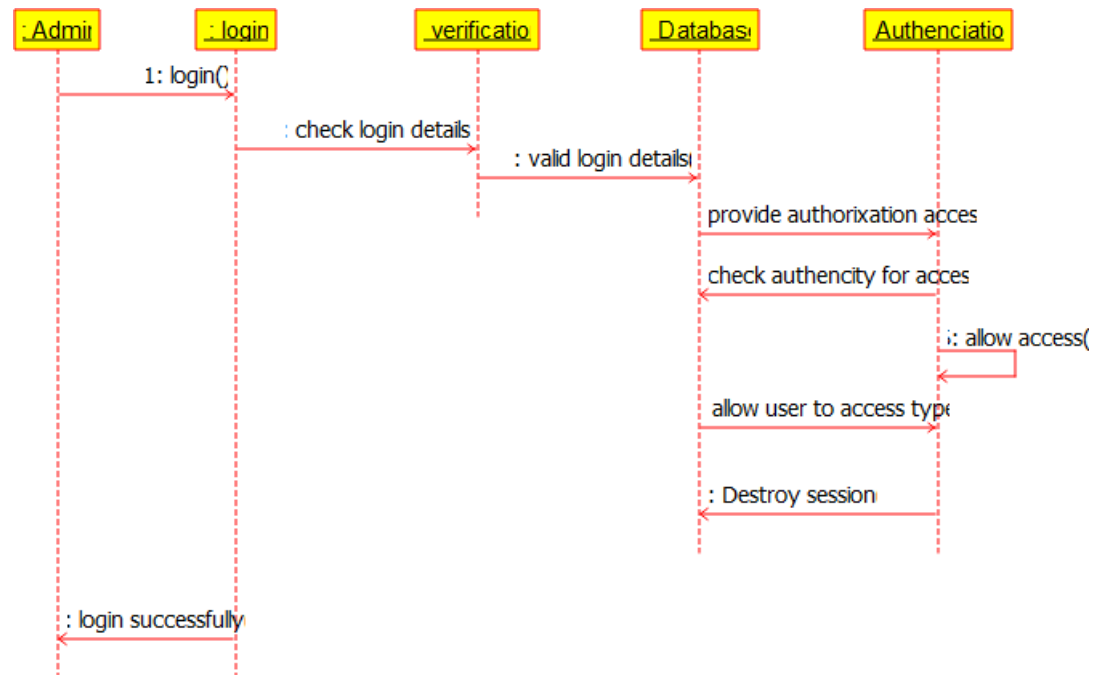 : Admin
: login
verificatio
Database
Authenciatio
1: login()
: check login details
: valid login details(
provide authorixation acces
check authencity for acces
: allow access(
allow user to access type
: Destroy session(
: login successfully(